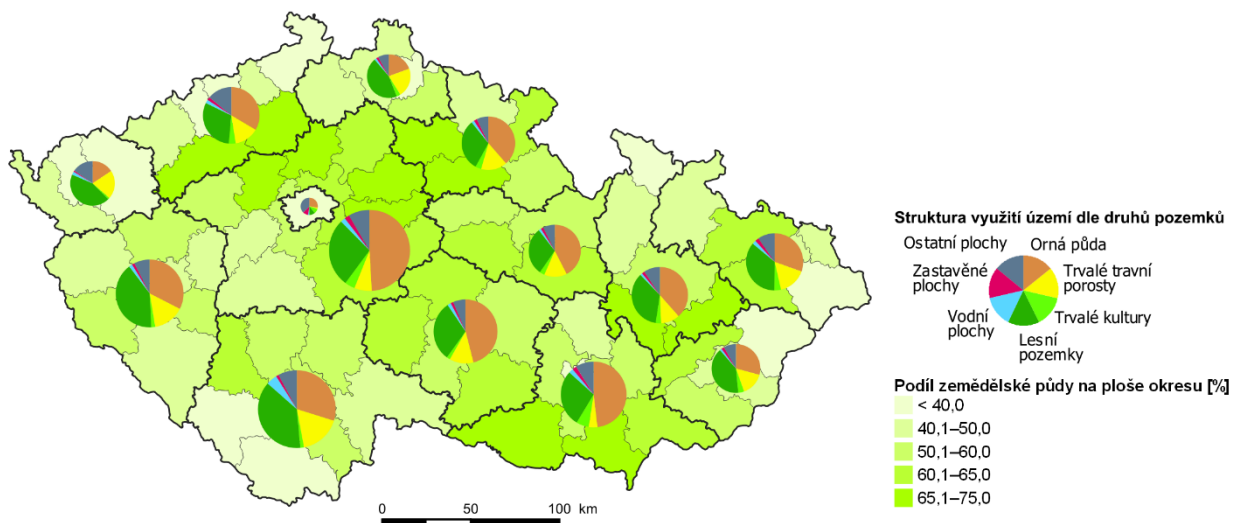 Struktura využití území dle druhů pozemků
Ostatní plochy
Orná půda
Zastavěné
plochy
Trvalé travní
porosty
Vodní
plochy
Trvalé kultury
Lesní
pozemky
Podíl zemědělské půdy na ploše okresu [%]
< 40,0
40,1–50,0
50,1–60,0
60,1–65,0
65,1–75,0
0 50 100 km